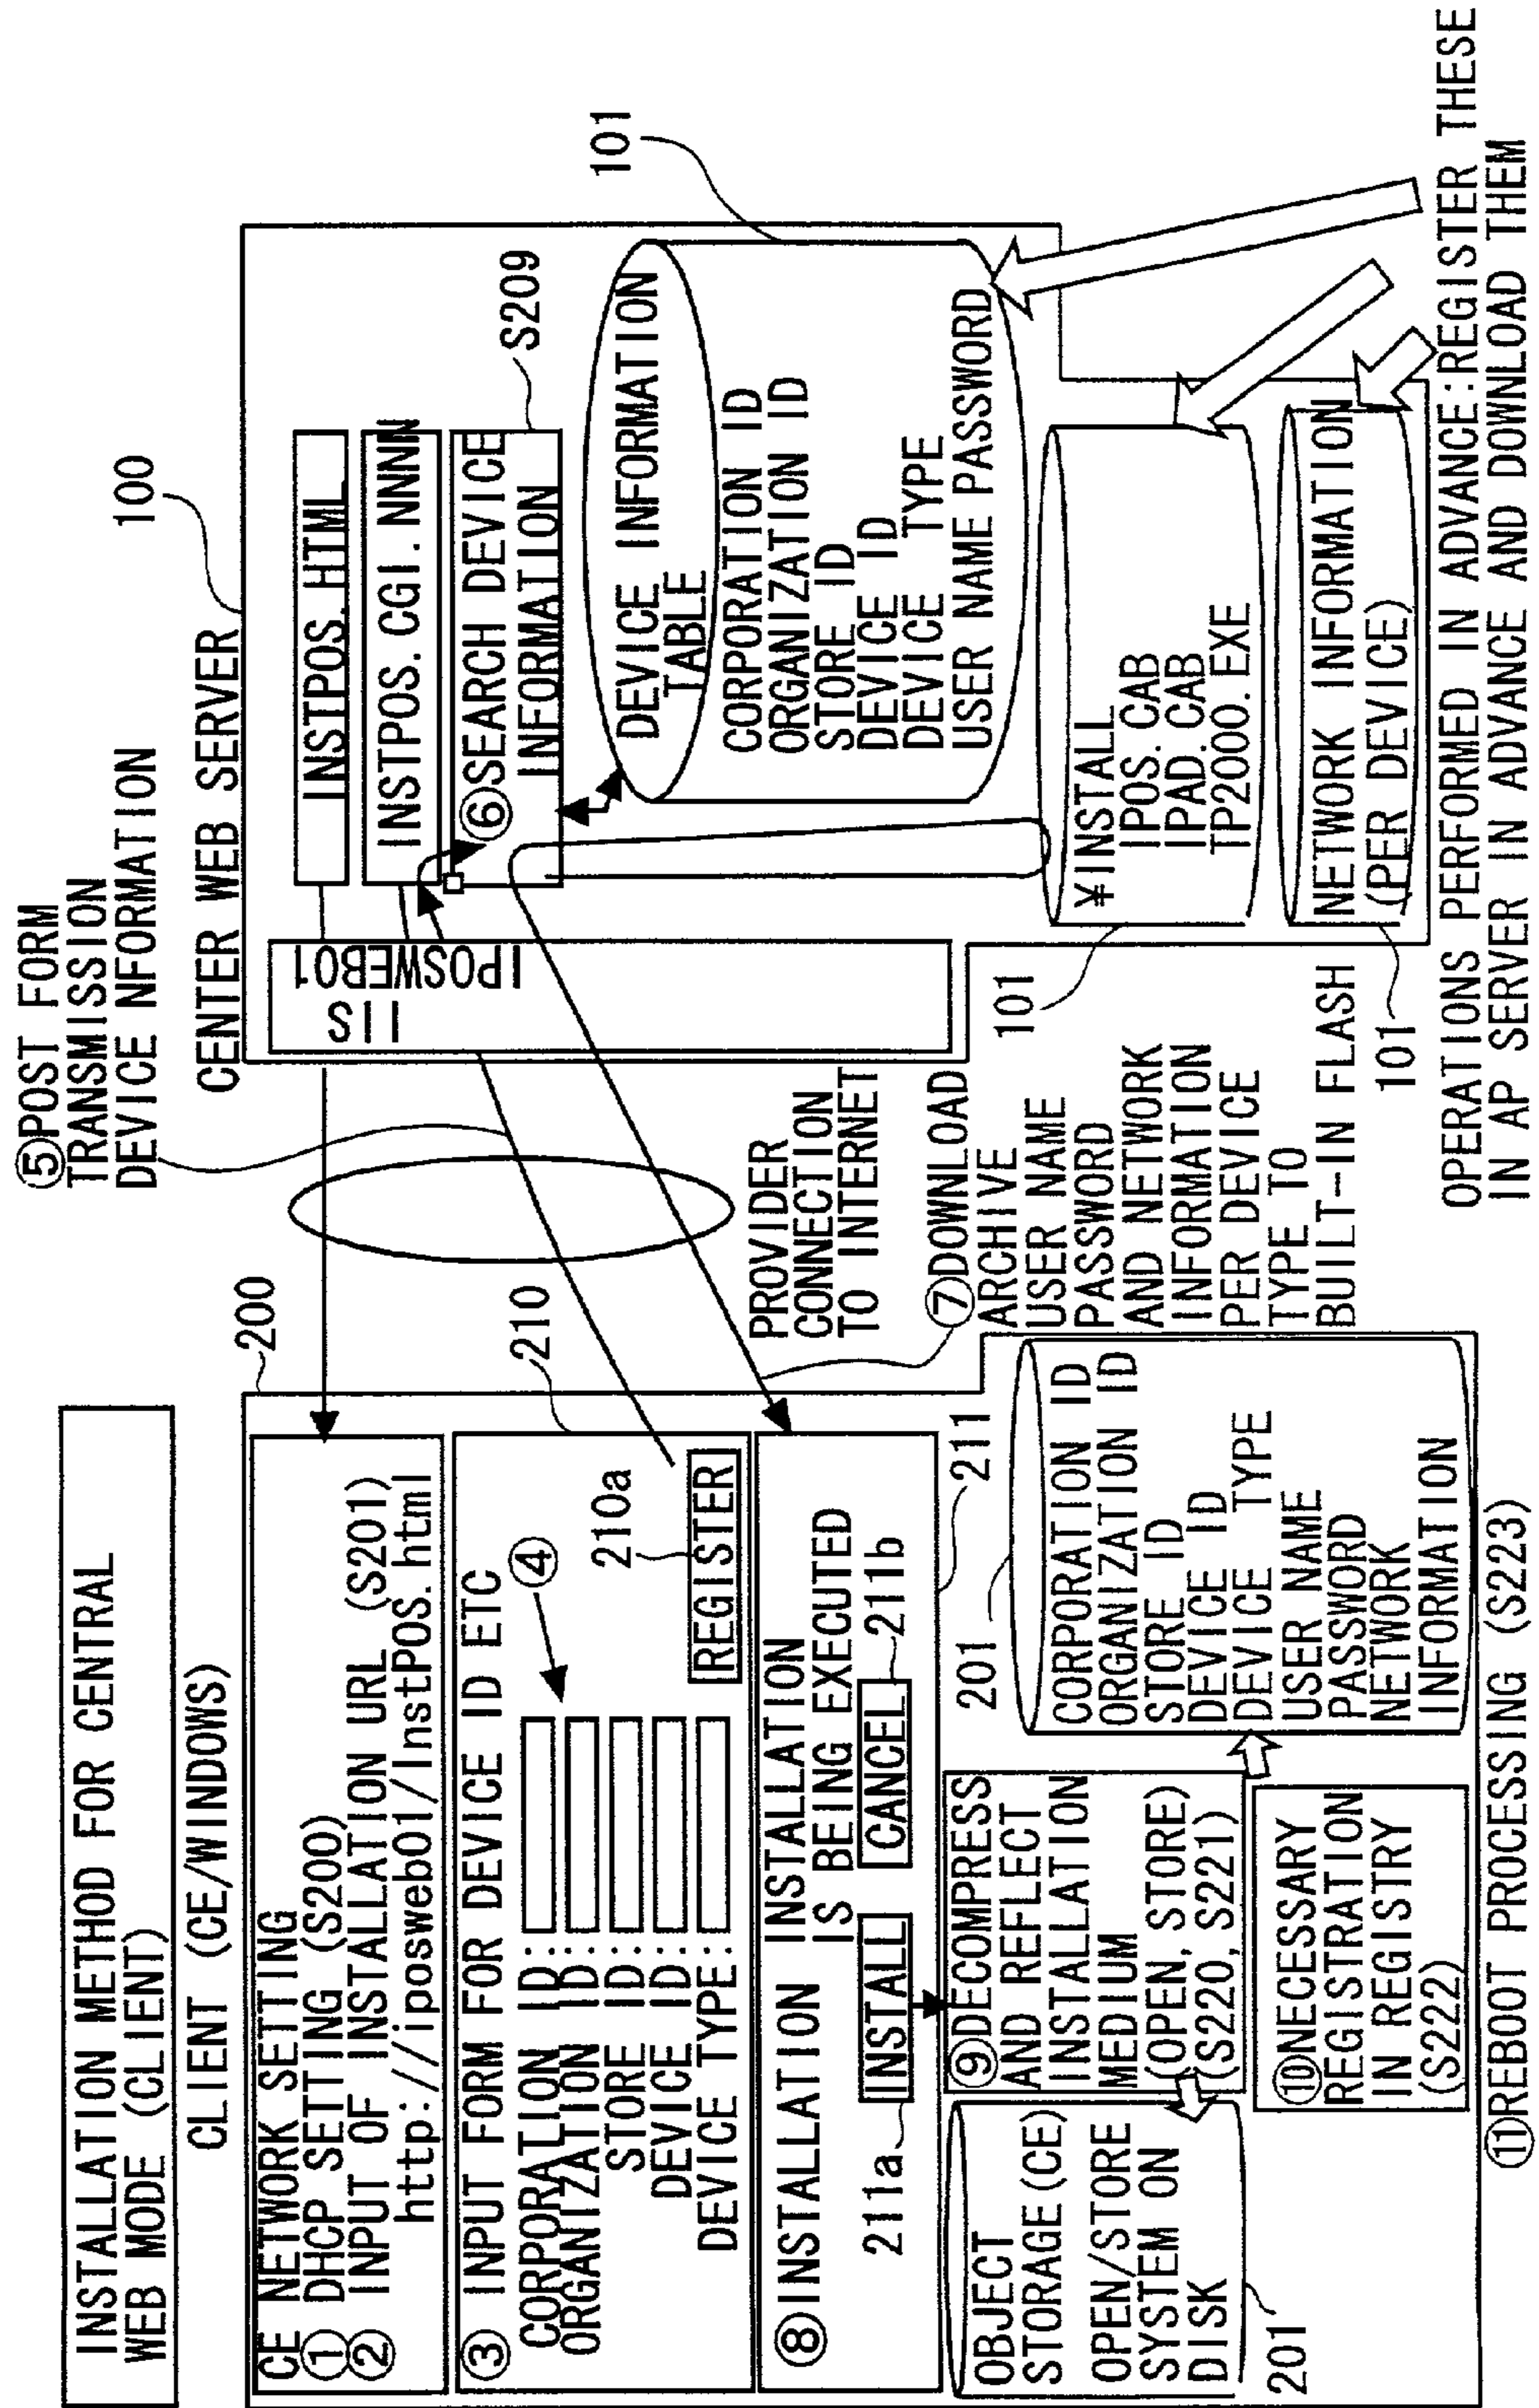 INSTALLATION METHOD FOR CENTRAL
WEB MODE (CLIENT)
CLIENT (CE/WINDOWS)
200
CE NETWORK SETTING
①DHCP SETTING (S200)
②INPUT OF INSTALLATION URL (S201)
http://iposweb01/InstPOS.html
③ INPUT FORM FOR DEVICE ID ETC
④
210
CORPORATION ID:
ORGANIZATION ID:
STORE ID:
DEVICE ID:
DEVICE TYPE:
210a
REGISTER
⑧INSTALLATION
INSTALLATION
IS BEING EXECUTED
211a
INSTALL
CANCEL
211b
211
OBJECT
STORAGE (CE)
OPEN/STORE
SYSTEM ON
DISK
201
⑨DECOMPRESS
AND REFLECT
INSTALLATION
MEDIUM
(OPEN, STORE)
(S220, S221)
⑩NECESSARY
REGISTRATION
IN REGISTRY
(S222)
201
CORPORATION ID
ORGANIZATION ID
STORE ID
DEVICE ID
DEVICE TYPE
USER NAME
PASSWORD
NETWORK
INFORMATION
⑪REBOOT PROCESSING (S223)
⑤POST FORM
TRANSMISSION
DEVICE NFORMATION
PROVIDER
CONNECTION
TO INTERNET
⑦DOWNLOAD
ARCHIVE
USER NAME
PASSWORD
AND NETWORK
INFORMATION
PER DEVICE
TYPE TO
BUILT-IN FLASH
CENTER WEB SERVER
100
IIS
IPOSWEB01
INSTPOS.HTML
INSTPOS.CGI.NNNN
⑥SEARCH DEVICE
INFORMATION
S209
DEVICE INFORMATION
TABLE
101
CORPORATION ID
ORGANIZATION ID
STORE ID
DEVICE ID
DEVICE TYPE
USER NAME PASSWORD
¥INSTALL
IPOS.CAB
IPAD.CAB
TP2000.EXE
101
NETWORK INFORMATION
(PER DEVICE)
101
OPERATIONS PERFORMED IN ADVANCE:REGISTER THESE
IN AP SERVER IN ADVANCE AND DOWNLOAD THEM